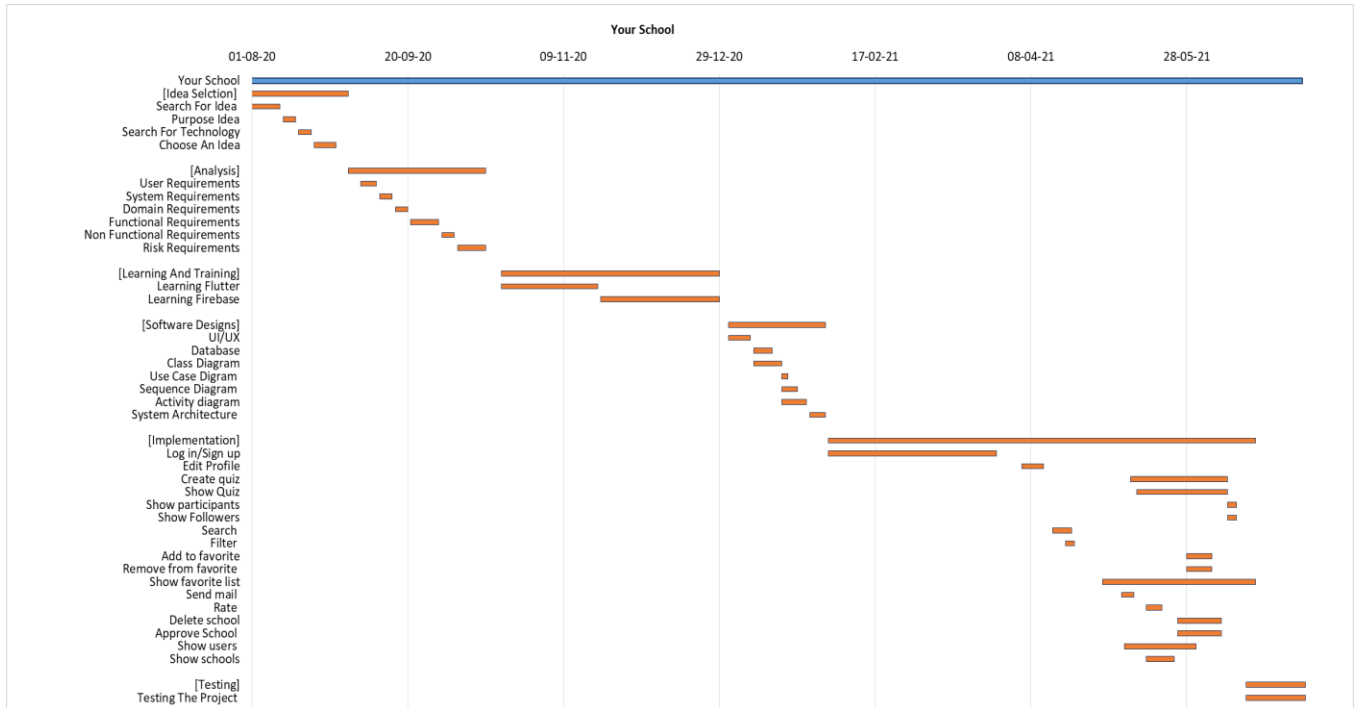 Your School
01-08-20 20-09-20 09-11-20 29-12-20 17-02-21 08-04-21 28-05-21
Your School
[Idea Selction]
Search For Idea
Purpose Idea
Search For Technology
Choose An Idea
[Analysis]
User Requirements
System Requirements
Domain Requirements
Functional Requirements
Non Functional Requirements
Risk Requirements
[Learning And Training]
Learning Flutter
Learning Firebase
[Software Designs]
UI/UX
Database
Class Diagram
Use Case Digram
Sequence Diagram
Activity diagram
System Architecture
[Implementation]
Log in/Sign up
Edit Profile
Create quiz
Show Quiz
Show participants
Show Followers
Search
Filter
Add to favorite
Remove from favorite
Show favorite list
Send mail
Rate
Delete school
Approve School
Show users
Show schools
[Testing]
Testing The Project